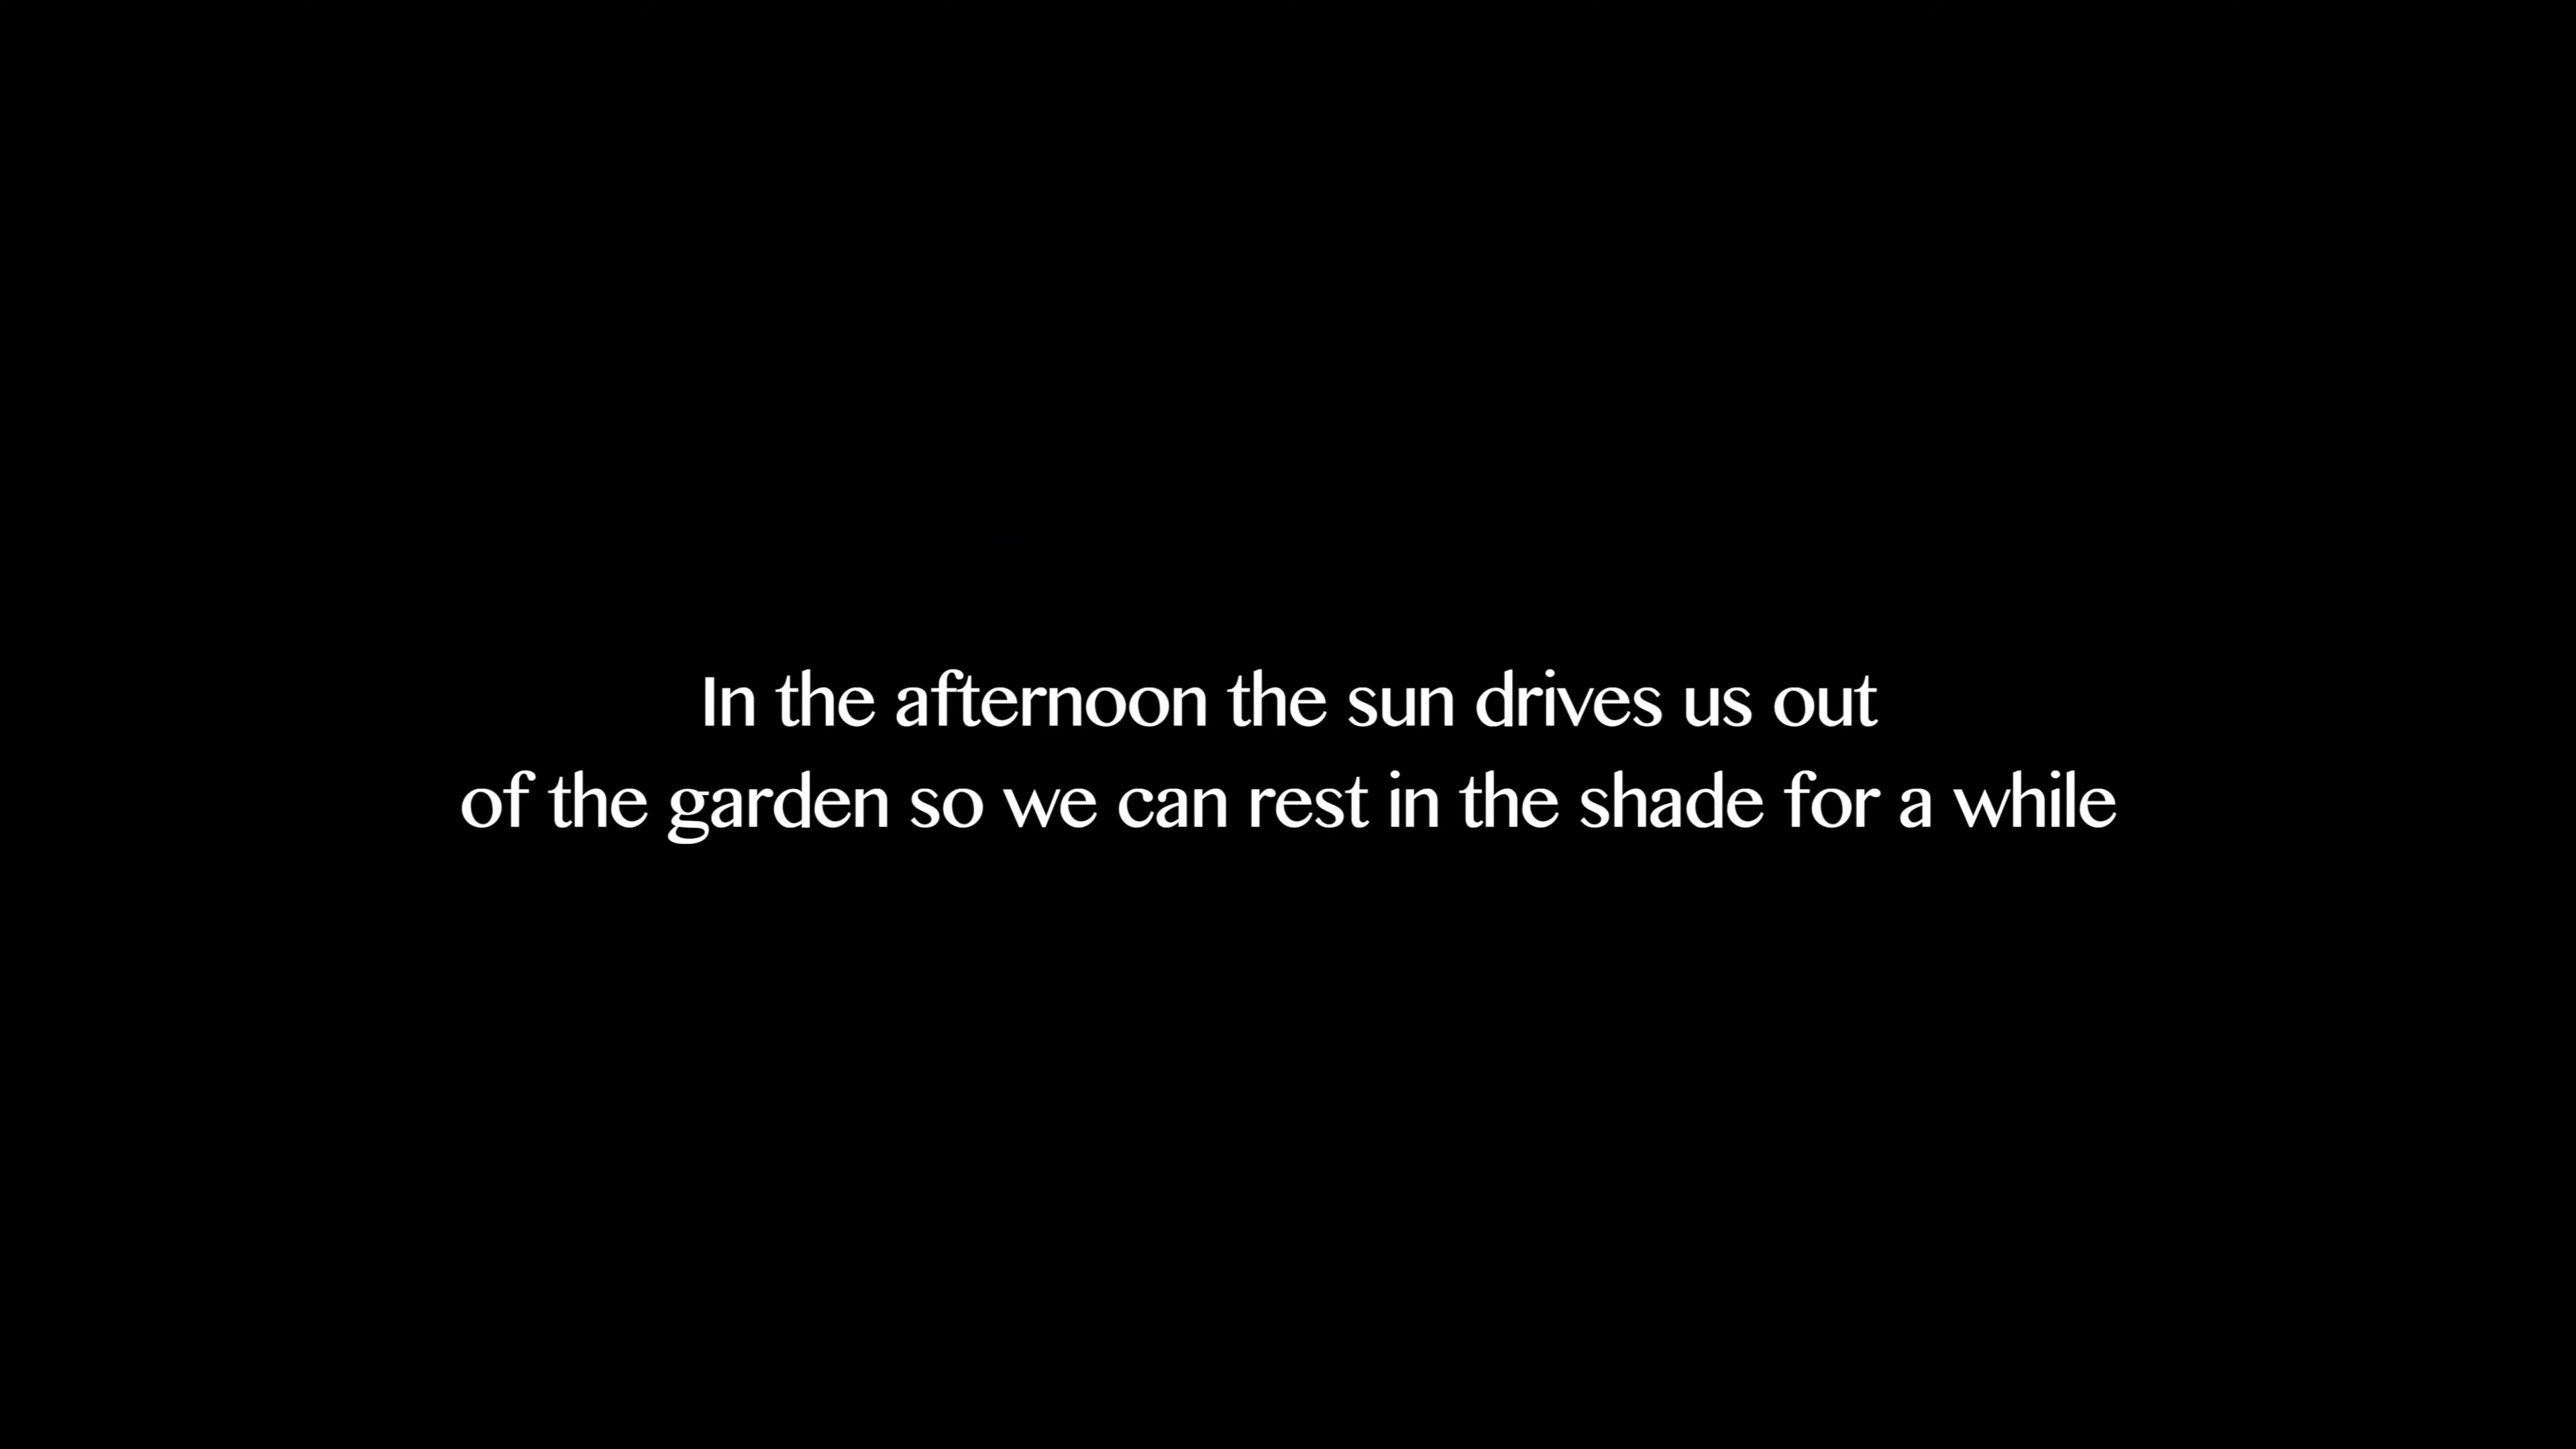 In the afternoon the sun drives us out
of the garden so we can rest in the shade for a while